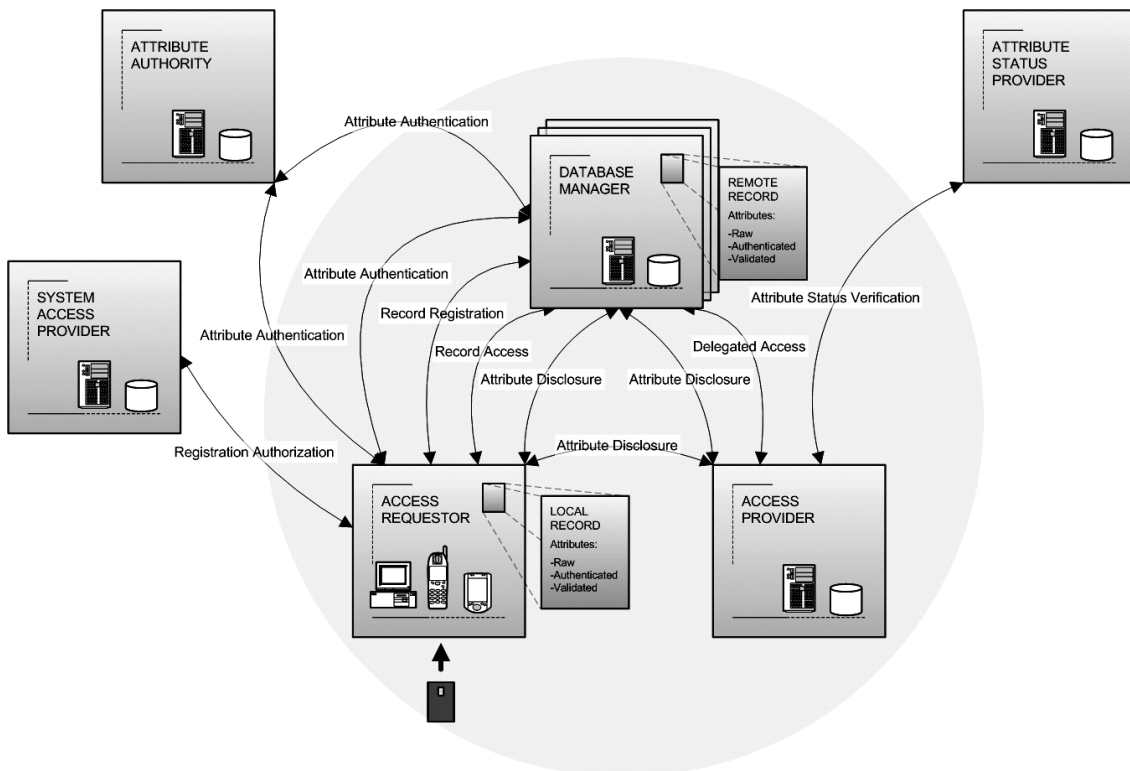 ATTRIBUTE
AUTHORITY
ATTRIBUTE
STATUS
PROVIDER
Attribute Authentication
DATABASE
MANAGER
REMOTE
RECORD
Attributes:
-Raw
-Authenticated
-Validated
SYSTEM
ACCESS
PROVIDER
Attribute Authentication
Attribute Status Verification
Record Registration
Attribute Authentication
Record Access
Delegated Access
Attribute Disclosure
Attribute Disclosure
Registration Authorization
Attribute Disclosure
ACCESS
REQUESTOR
LOCAL
RECORD
Attributes:
-Raw
-Authenticated
-Validated
ACCESS
PROVIDER